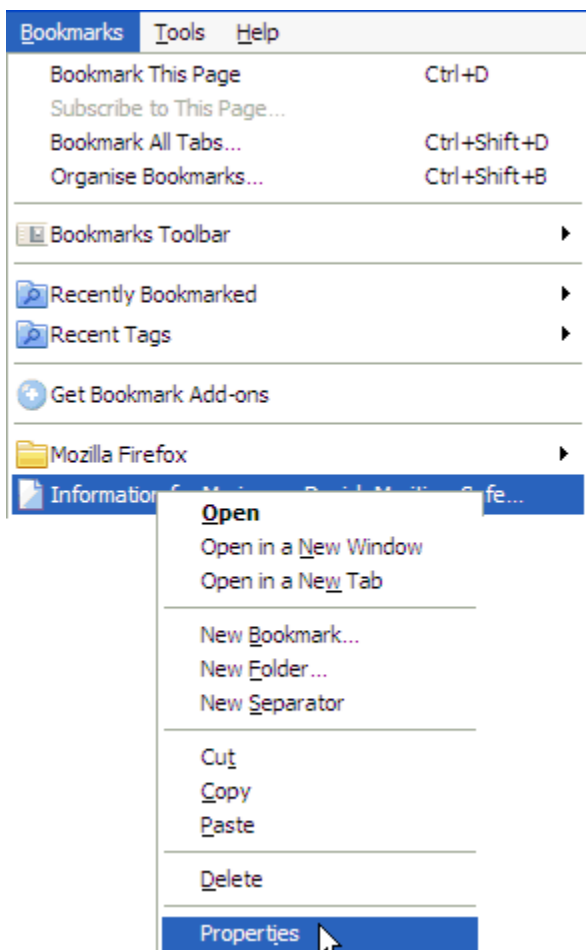 Bookmarks Tools Help
Bookmark This Page Ctrl+D
Subscribe to This Page...
Bookmark All Tabs... Ctrl+Shift+D
Organise Bookmarks... Ctrl+Shift+B
Bookmarks Toolbar
Recently Bookmarked
Recent Tags
Get Bookmark Add-ons
Mozilla Firefox
Information for
Open
Open in a New Window
Open in a New Tab
New Bookmark...
New Folder...
New Separator
Cut
Copy
Paste
Delete
Properties